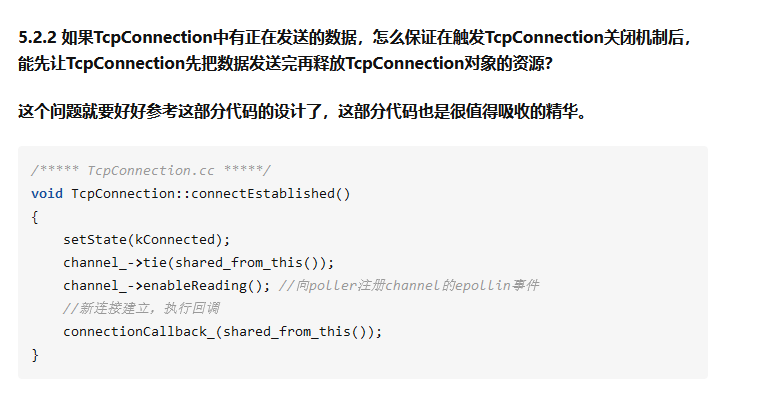 5.2.2 如果TcpConnection中有正在发送的数据，怎么保证在触发TcpConnection关闭机制后，
能先让TcpConnection先把数据发送完再释放TcpConnection对象的资源？
这个问题就要好好参考这部分代码的设计了，这部分代码也是很值得吸收的精华。
/***** TcpConnection.cc *****/
void TcpConnection::connectEstablished()
{
    setState(kConnected);
    channel_->tie(shared_from_this());
    channel_->enableReading(); //向poller注册channel的epollin事件
    //新连接建立，执行回调
    connectionCallback_(shared_from_this());
}